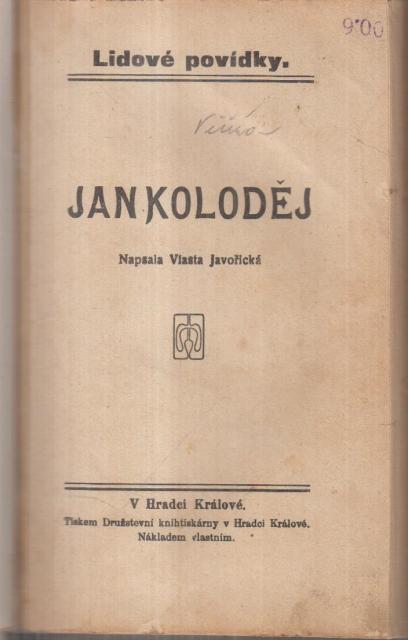 9·00
Lidové povídky.
JAN KOLODĚJ
Napsala Vlasta Javořická
V Hradci Králové.
Tiskem Družstevní knihtiskárny v Hradci Králové.
Nákladem vlastním.